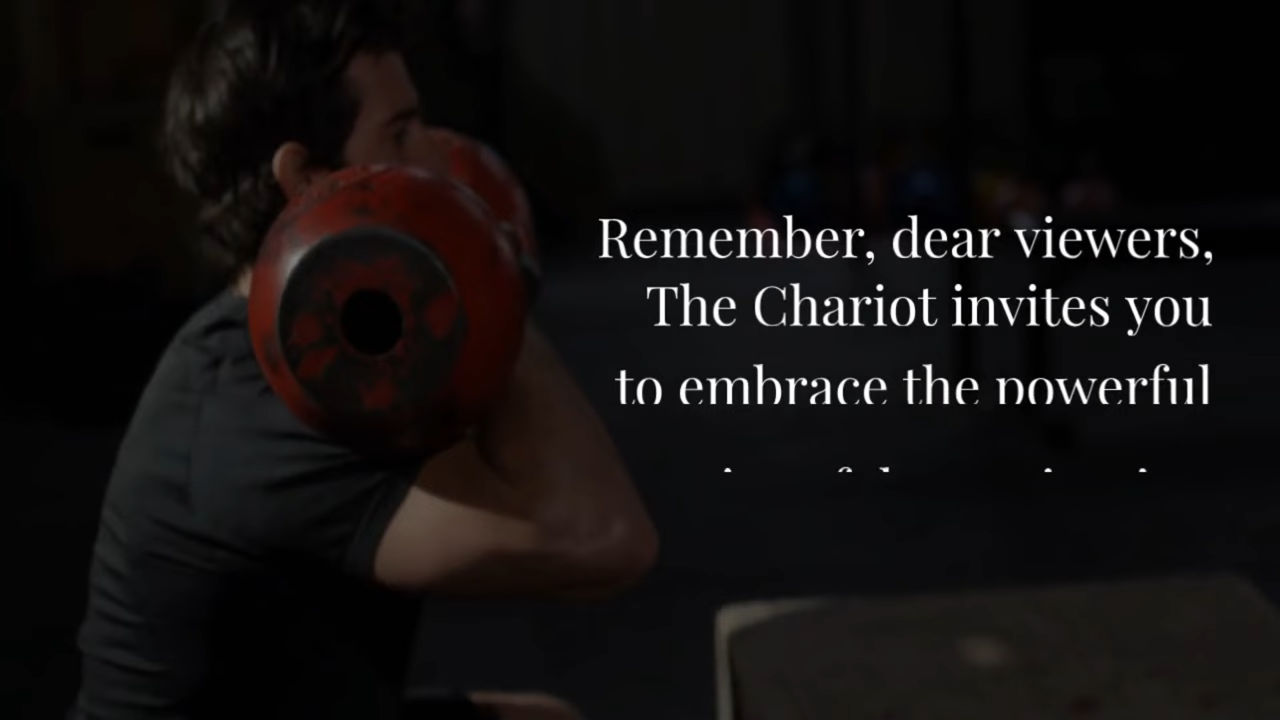 Remember, dear viewers,
The Chariot invites you
to embrace the powerful